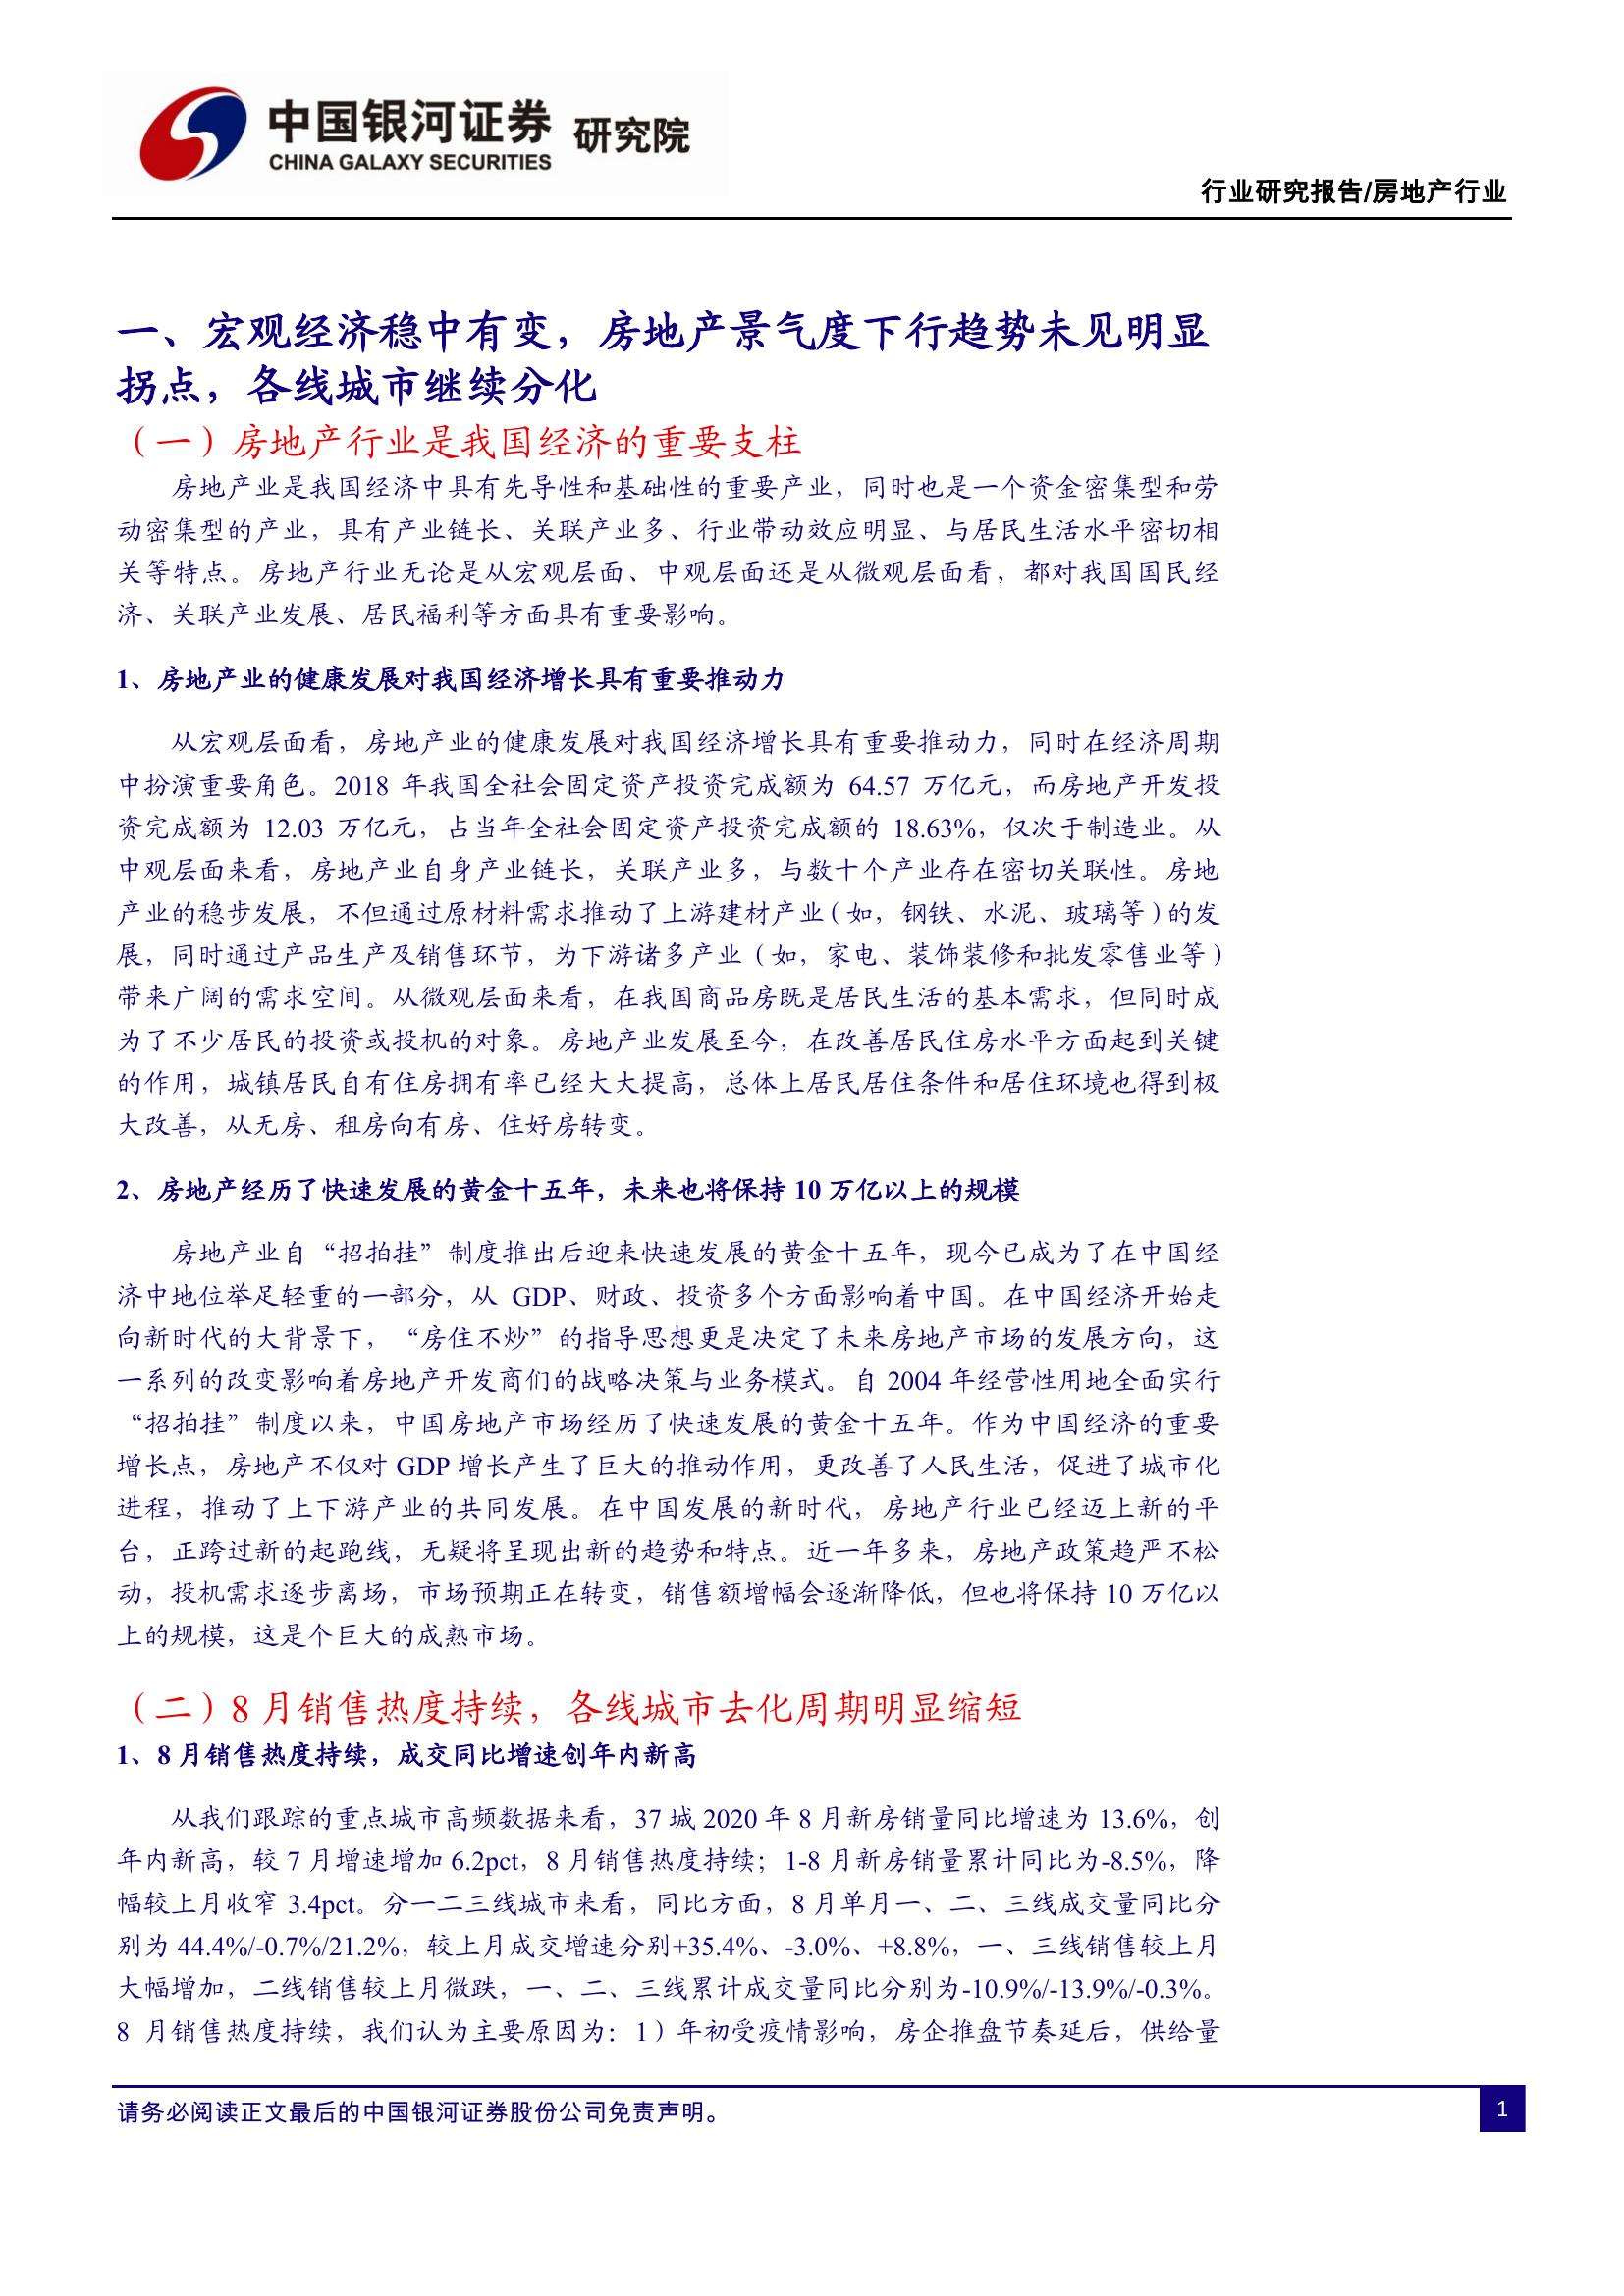 中国银河证券 研究院
CHINA GALAXY SECURITIES
行业研究报告/房地产行业
一、宏观经济稳中有变，房地产景气度下行趋势未见明显
拐点，各线城市继续分化
（一）房地产行业是我国经济的重要支柱
房地产业是我国经济中具有先导性和基础性的重要产业，同时也是一个资金密集型和劳
动密集型的产业，具有产业链长、关联产业多、行业带动效应明显、与居民生活水平密切相
关等特点。房地产行业无论是从宏观层面、中观层面还是从微观层面看，都对我国国民经
济、关联产业发展、居民福利等方面具有重要影响。
1、房地产业的健康发展对我国经济增长具有重要推动力
从宏观层面看，房地产业的健康发展对我国经济增长具有重要推动力，同时在经济周期
中扮演重要角色。2018 年我国全社会固定资产投资完成额为 64.57 万亿元，而房地产开发投
资完成额为 12.03 万亿元，占当年全社会固定资产投资完成额的 18.63%，仅次于制造业。从
中观层面来看，房地产业自身产业链长，关联产业多，与数十个产业存在密切关联性。房地
产业的稳步发展，不但通过原材料需求推动了上游建材产业（如，钢铁、水泥、玻璃等）的发
展，同时通过产品生产及销售环节，为下游诸多产业（如，家电、装饰装修和批发零售业等）
带来广阔的需求空间。从微观层面来看，在我国商品房既是居民生活的基本需求，但同时成
为了不少居民的投资或投机的对象。房地产业发展至今，在改善居民住房水平方面起到关键
的作用，城镇居民自有住房拥有率已经大大提高，总体上居民居住条件和居住环境也得到极
大改善，从无房、租房向有房、住好房转变。
2、房地产经历了快速发展的黄金十五年，未来也将保持 10 万亿以上的规模
房地产业自“招拍挂”制度推出后迎来快速发展的黄金十五年，现今已成为了在中国经
济中地位举足轻重的一部分，从 GDP、财政、投资多个方面影响着中国。在中国经济开始走
向新时代的大背景下，“房住不炒”的指导思想更是决定了未来房地产市场的发展方向，这
一系列的改变影响着房地产开发商们的战略决策与业务模式。自 2004 年经营性用地全面实行
“招拍挂”制度以来，中国房地产市场经历了快速发展的黄金十五年。作为中国经济的重要
增长点，房地产不仅对 GDP 增长产生了巨大的推动作用，更改善了人民生活，促进了城市化
进程，推动了上下游产业的共同发展。在中国发展的新时代，房地产行业已经迈上新的平
台，正跨过新的起跑线，无疑将呈现出新的趋势和特点。近一年多来，房地产政策趋严不松
动，投机需求逐步离场，市场预期正在转变，销售额增幅会逐渐降低，但也将保持 10 万亿以
上的规模，这是个巨大的成熟市场。
（二）8 月销售热度持续，各线城市去化周期明显缩短
1、8 月销售热度持续，成交同比增速创年内新高
从我们跟踪的重点城市高频数据来看，37 城 2020 年 8 月新房销量同比增速为 13.6%，创
年内新高，较 7 月增速增加 6.2pct，8 月销售热度持续；1-8 月新房销量累计同比为-8.5%，降
幅较上月收窄 3.4pct。分一二三线城市来看，同比方面，8 月单月一、二、三线成交量同比分
别为 44.4%/-0.7%/21.2%，较上月成交增速分别+35.4%、-3.0%、+8.8%，一、三线销售较上月
大幅增加，二线销售较上月微跌，一、二、三线累计成交量同比分别为-10.9%/-13.9%/-0.3%。
8 月销售热度持续，我们认为主要原因为：1）年初受疫情影响，房企推盘节奏延后，供给量
请务必阅读正文最后的中国银河证券股份公司免责声明。
1